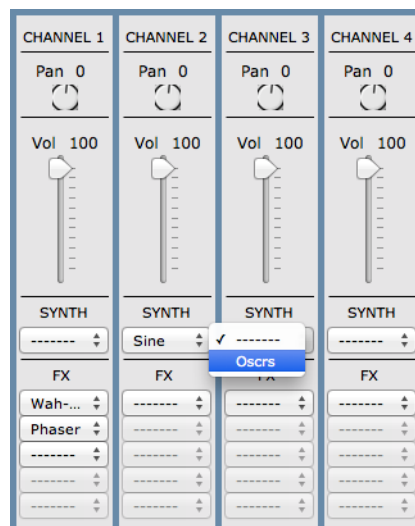 CHANNEL 1 CHANNEL 2 CHANNEL 3 CHANNEL 4
Pan 0 Pan 0 Pan 0 Pan 0
Vol 100 Vol 100 Vol 100 Vol 100
SYNTH SYNTH SYNTH SYNTH
------- Sine ✓ ------- -------
Oscrs
FX FX FX FX
Wah-... ------- ------- -------
Phaser ------- ------- -------
------- ------- ------- -------
------- ------- ------- -------
------- ------- ------- -------